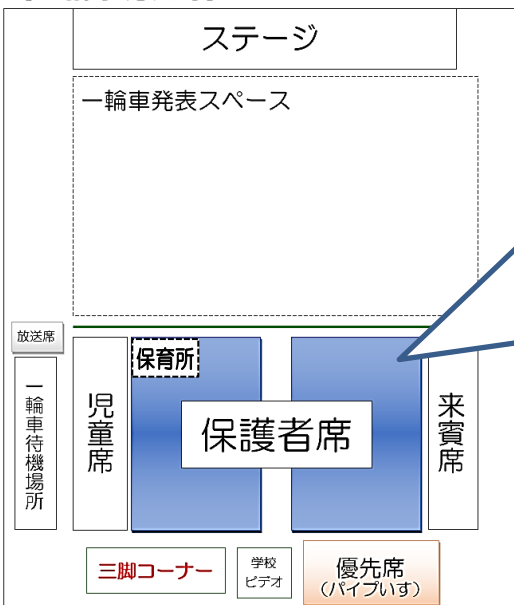 ステージ
一輪車発表スペース
放送席
保育所
一輪車待機場所
児童席
保護者席
来賓席
三脚コーナー
学校
ビデオ
優先席
(パイプいす)